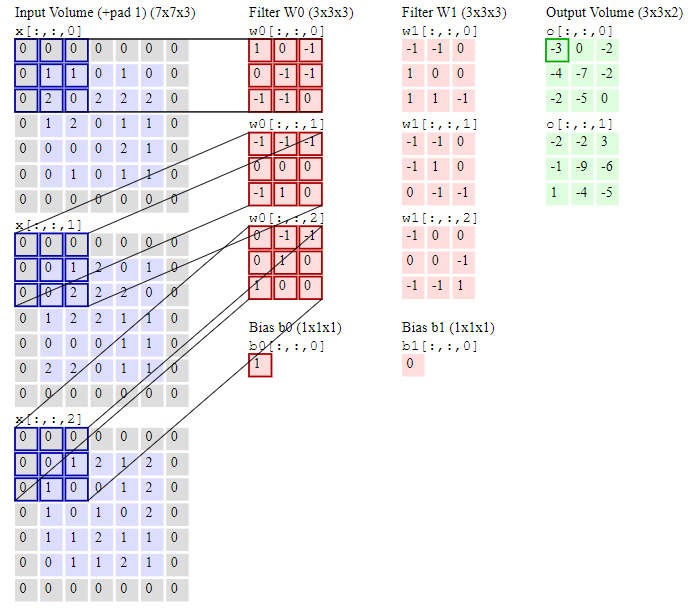 Input Volume (+pad 1) (7x7x3)
x[:,:,0]
0 0 0 0 0 0 0
0 1 1 0 1 0 0
0 2 0 2 2 2 0
0 1 2 0 1 1 0
0 0 0 0 2 1 0
0 0 1 0 1 1 0
0 0 0 0 0 0 0
x[:,:,1]
0 0 0 0 0 0 0
0 0 1 2 0 1 0
0 0 2 2 2 0 0
0 1 2 2 1 1 0
0 0 0 0 1 1 0
0 2 2 0 1 1 0
0 0 0 0 0 0 0
x[:,:,2]
0 0 0 0 0 0 0
0 0 1 2 1 2 0
0 1 0 0 1 2 0
0 1 0 1 0 2 0
0 1 1 2 1 1 0
0 0 1 1 2 1 0
0 0 0 0 0 0 0
Filter W0 (3x3x3)
w0[:,:,0]
1 0 -1
0 -1 -1
-1 -1 0
w0[:,:,1]
-1 -1 -1
0 0 0
-1 1 0
w0[:,:,2]
0 -1 -1
0 1 0
1 0 0
Bias b0 (1x1x1)
b0[:,:,0]
1
Filter W1 (3x3x3)
w1[:,:,0]
-1 -1 0
1 0 0
1 1 -1
w1[:,:,1]
-1 -1 0
-1 1 0
0 -1 -1
w1[:,:,2]
-1 0 0
0 0 -1
-1 -1 1
Bias b1 (1x1x1)
b1[:,:,0]
0
Output Volume (3x3x2)
o[:,:,0]
-3 0 -2
-4 -7 -2
-2 -5 0
o[:,:,1]
-2 -2 3
-1 -9 -6
1 -4 -5